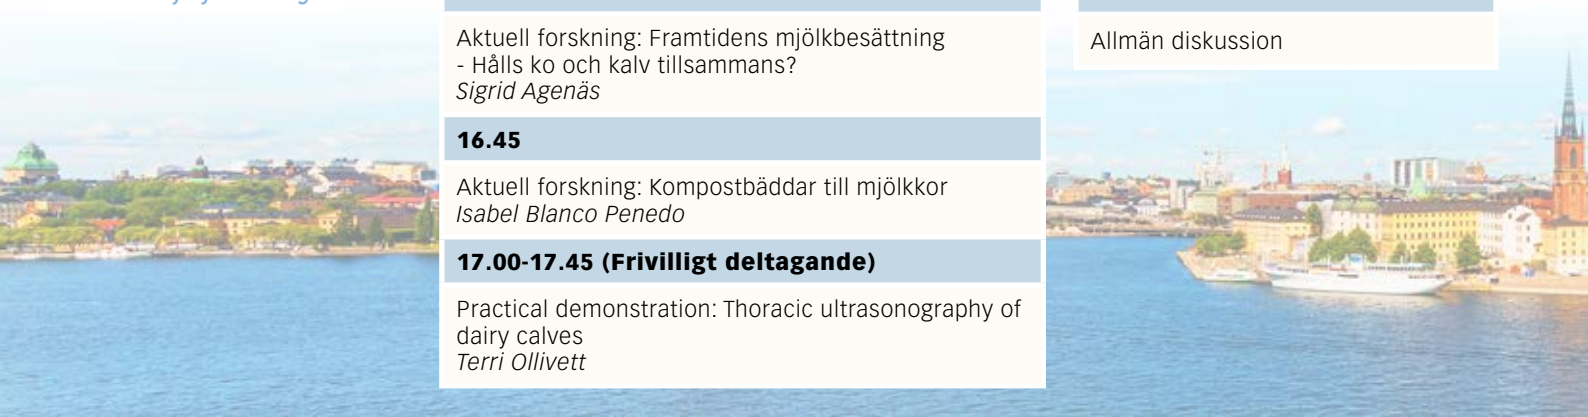 Aktuell forskning: Framtidens mjölkbesättning
- Hålls ko och kalv tillsammans?
Sigrid Agenäs
16.45
Aktuell forskning: Kompostbäddar till mjölkkor
Isabel Blanco Penedo
17.00-17.45 (Frivilligt deltagande)
Practical demonstration: Thoracic ultrasonography of
dairy calves
Terri Ollivett
Allmän diskussion